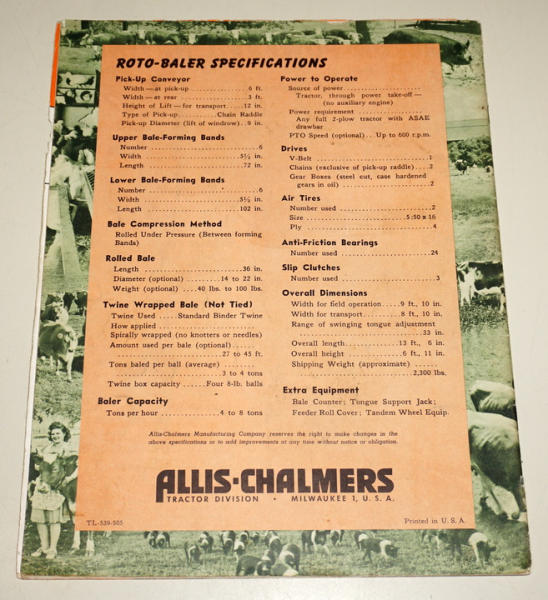 ROTO-BALER SPECIFICATIONS
Pick-Up Conveyor
Width — at pick-up . . . . . . . . . . . . . . 6 ft.
Width — at rear . . . . . . . . . . . . . . . . 3 ft.
Height of Lift — for transport . . . . . 12 in.
Type of Pick-up . . . . . . . . . . Chain Raddle
Pick-up Diameter (lift of windrow) . . 9 in.
Upper Bale-Forming Bands
Number . . . . . . . . . . . . . . . . . . . . . . . 6
Width . . . . . . . . . . . . . . . . . . . . . 5½ in.
Length . . . . . . . . . . . . . . . . . . . . . 72 in.
Lower Bale-Forming Bands
Number . . . . . . . . . . . . . . . . . . . . . . . 6
Width . . . . . . . . . . . . . . . . . . . . . 5½ in.
Length . . . . . . . . . . . . . . . . . . . . 102 in.
Bale Compression Method
Rolled Under Pressure (Between forming
Bands)
Rolled Bale
Length . . . . . . . . . . . . . . . . . . . . . 36 in.
Diameter (optional) . . . . . . . 14 to 22 in.
Weight (optional) . . . . 40 lbs. to 100 lbs.
Twine Wrapped Bale (Not Tied)
Twine Used . . . . . Standard Binder Twine
How applied . . . . . . . . . . . . . . . . . . . .
Spirally wrapped (no knotters or needles)
Amount used per bale (optional) . . . . .
. . . . . . . . . . . . . . . . . . . . . 27 to 45 ft.
Tons baled per ball (average) . . . . . . . .
. . . . . . . . . . . . . . . . . . . . . 3 to 4 tons
Twine box capacity . . . . . . Four 8-lb. balls
Baler Capacity
Tons per hour . . . . . . . . . . . . 4 to 8 tons
Power to Operate
Source of power . . . . . . . . . . . . . . . . .
Tractor, through power take-off —
(no auxiliary engine)
Power requirement . . . . . . . . . . . . . . .
Any full 2-plow tractor with ASAE
drawbar
PTO Speed (optional) . . . Up to 600 r.p.m.
Drives
V-Belt . . . . . . . . . . . . . . . . . . . . . . . . 1
Chains (exclusive of pick-up raddle) . . . . 3
Gear Boxes (steel cut, case hardened
gears in oil) . . . . . . . . . . . . . . . . . . . 2
Air Tires
Number used . . . . . . . . . . . . . . . . . . . 2
Size . . . . . . . . . . . . . . . . . . . . 5:50 x 16
Ply . . . . . . . . . . . . . . . . . . . . . . . . . . 4
Anti-Friction Bearings
Number used . . . . . . . . . . . . . . . . . . 24
Slip Clutches
Number used . . . . . . . . . . . . . . . . . . . 3
Overall Dimensions
Width for field operation . . . . . 9 ft., 10 in.
Width for transport . . . . . . . . 8 ft., 10 in.
Range of swinging tongue adjustment
. . . . . . . . . . . . . . . . . . . . . . . . . 33 in.
Overall length . . . . . . . . . . . . 13 ft., 6 in.
Overall height . . . . . . . . . . . . 6 ft., 11 in.
Shipping Weight (approximate) . . . . . .
. . . . . . . . . . . . . . . . . . . . . . 2,300 lbs.
Extra Equipment
Bale Counter; Tongue Support Jack;
Feeder Roll Cover; Tandem Wheel Equip.
Allis-Chalmers Manufacturing Company reserves the right to make changes in the
above specifications or to add improvements at any time without notice or obligation.
ALLIS-CHALMERS
TRACTOR DIVISION • MILWAUKEE 1, U. S. A.
TL-539-505
Printed in U. S. A.